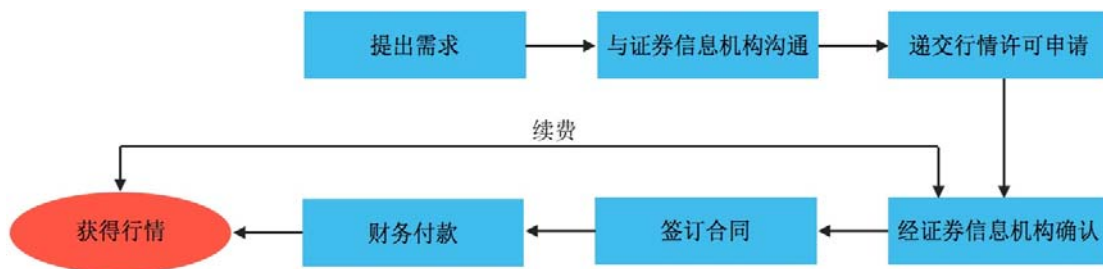 提出需求
与证券信息机构沟通
递交行情许可申请
续费
获得行情
财务付款
签订合同
经证券信息机构确认